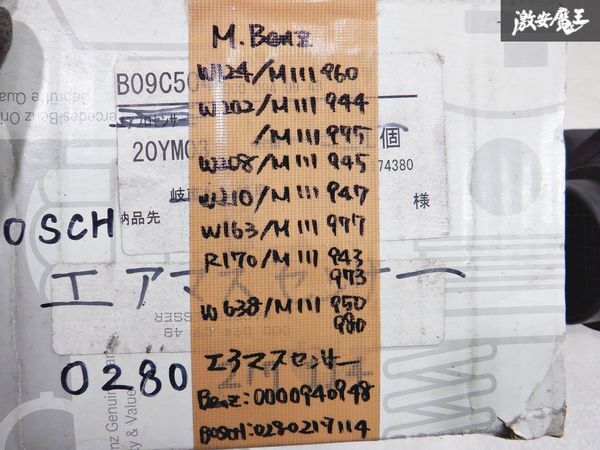 激安魔王
M.Benz
W124/M111 960
W202/M111 944
/M111 975
W208/M111 945
W210/M111 947
W163/M111 977
R170/M111 943
973
W638/M111 950
980
エアマスセンサー
Benz:0000940948
BOSCH:0280217114
B09C50
20YM0
個
74380
様
納品先
OSCH
エアマスセンサー
0280